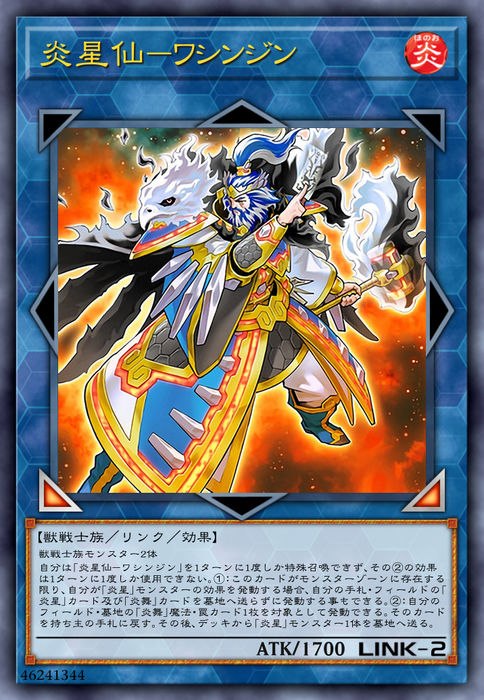 炎星仙－ワシンジン
ほのお
炎
【獣戦士族／リンク／効果】
獣戦士族モンスター2体
自分は「炎星仙－ワシンジン」を1ターンに1度しか特殊召喚できず、その②の効果
は1ターンに1度しか使用できない。①：このカードがモンスターゾーンに存在する
限り、自分が「炎星」モンスターの効果を発動する場合、自分の手札・フィールドの「
炎星」カード及び「炎舞」カードを墓地へ送らずに発動する事もできる。②：自分の
フィールド・墓地の「炎舞」魔法・罠カード1枚を対象として発動できる。そのカード
を持ち主の手札に戻す。その後、デッキから「炎星」モンスター1体を墓地へ送る。
ATK/1700 LINK-2
46241344